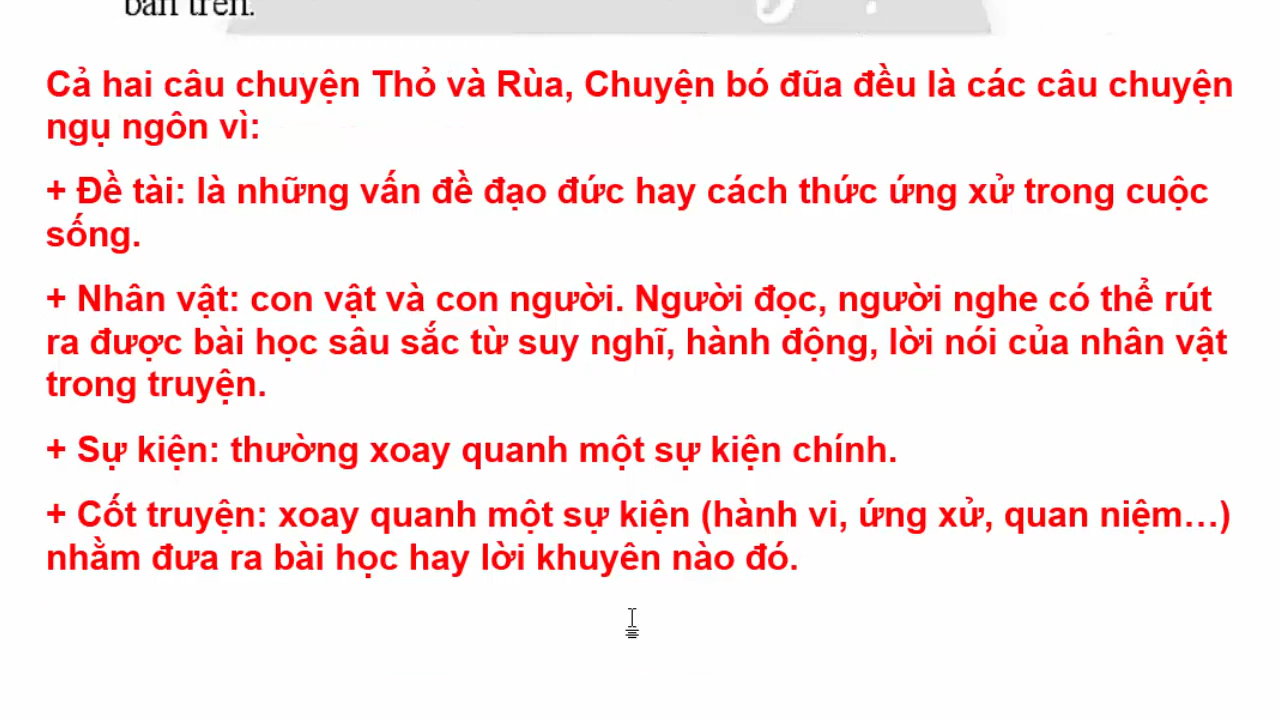 bản trên.
Cả hai câu chuyện Thỏ và Rùa, Chuyện bó đũa đều là các câu chuyện
ngụ ngôn vì:
+ Đề tài: là những vấn đề đạo đức hay cách thức ứng xử trong cuộc
sống.
+ Nhân vật: con vật và con người. Người đọc, người nghe có thể rút
ra được bài học sâu sắc từ suy nghĩ, hành động, lời nói của nhân vật
trong truyện.
+ Sự kiện: thường xoay quanh một sự kiện chính.
+ Cốt truyện: xoay quanh một sự kiện (hành vi, ứng xử, quan niệm…)
nhằm đưa ra bài học hay lời khuyên nào đó.